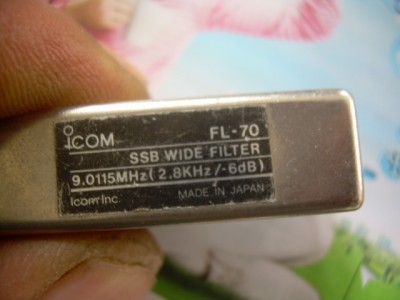 iCOM FL-70
SSB WIDE FILTER
9.0115MHz(2.8KHz/-6dB)
Icom Inc. MADE IN JAPAN